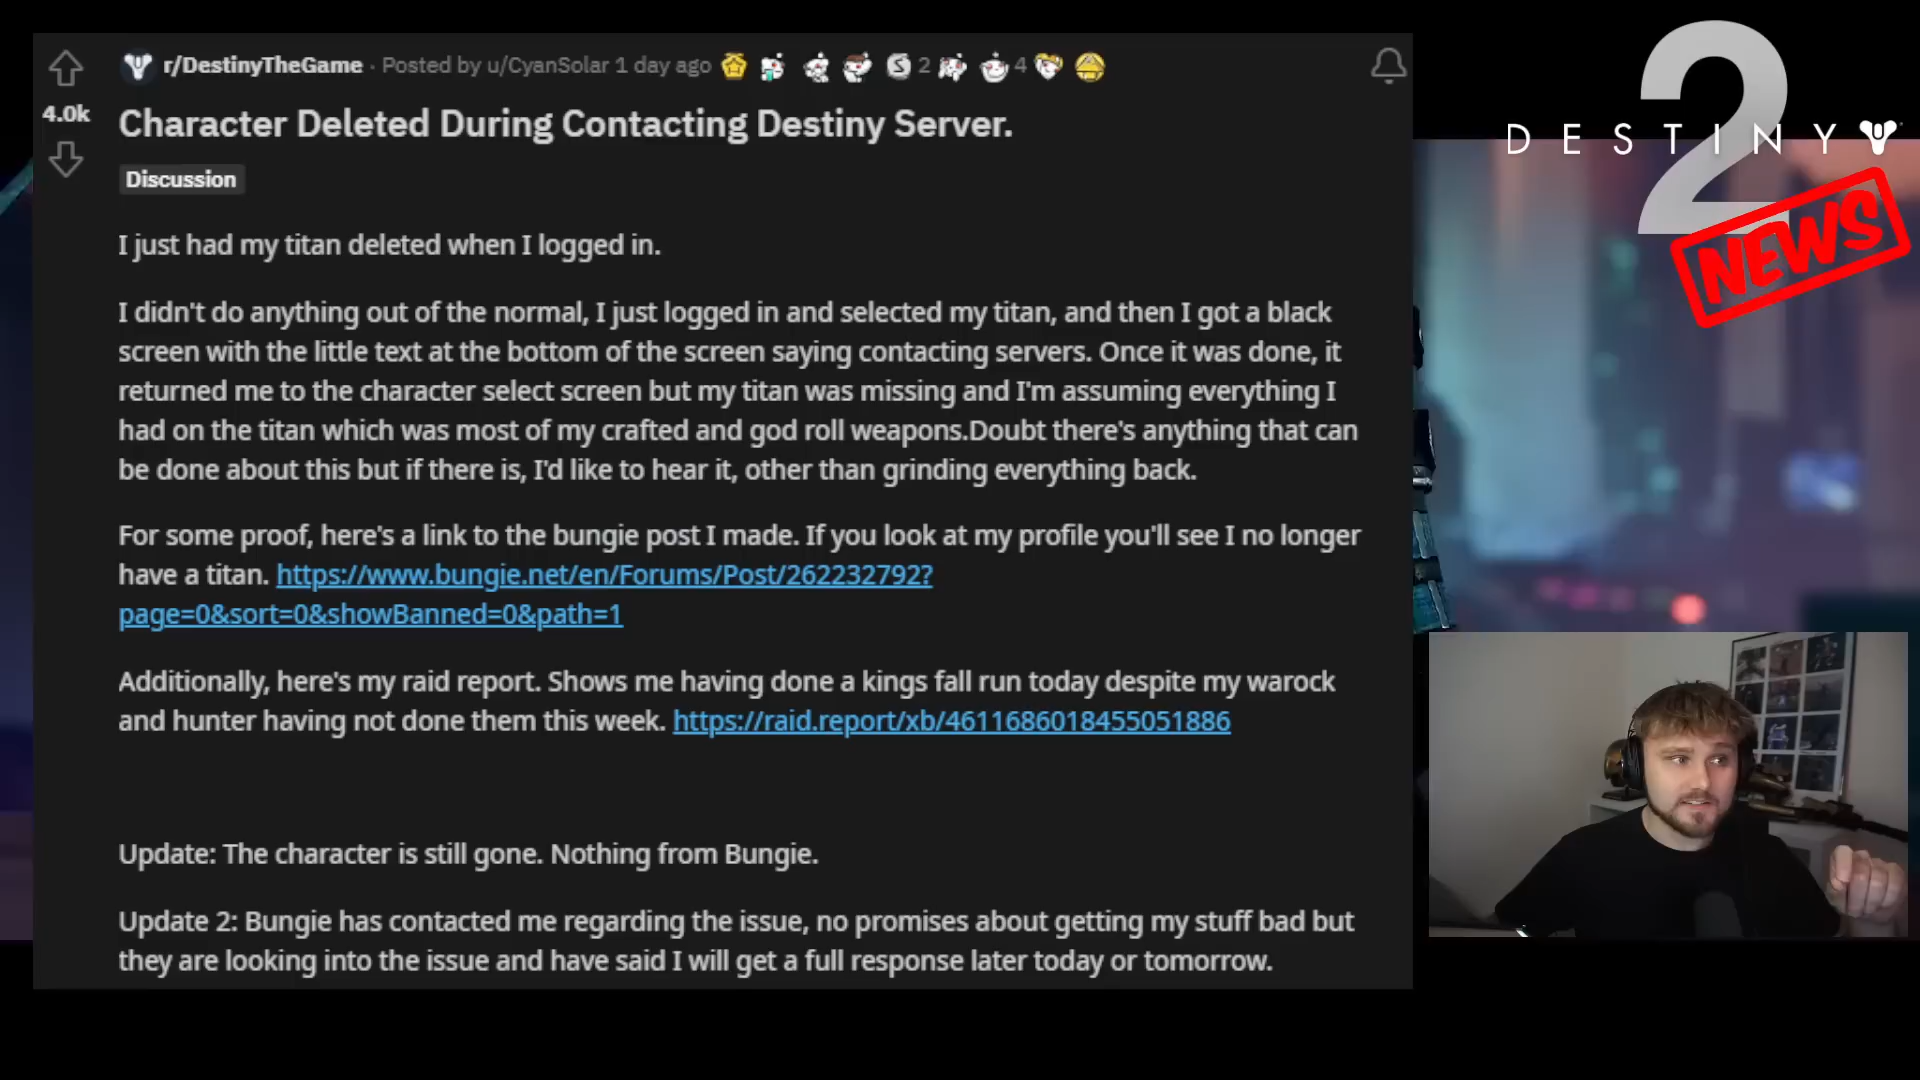 r/DestinyTheGame · Posted by u/CyanSolar 1 day ago 2 4
4.0k
Character Deleted During Contacting Destiny Server.
Discussion
I just had my titan deleted when I logged in.
I didn't do anything out of the normal, I just logged in and selected my titan, and then I got a black
screen with the little text at the bottom of the screen saying contacting servers. Once it was done, it
returned me to the character select screen but my titan was missing and I'm assuming everything I
had on the titan which was most of my crafted and god roll weapons.Doubt there's anything that can
be done about this but if there is, I'd like to hear it, other than grinding everything back.
For some proof, here's a link to the bungie post I made. If you look at my profile you'll see I no longer
have a titan. https://www.bungie.net/en/Forums/Post/262232792?
page=0&sort=0&showBanned=0&path=1
Additionally, here's my raid report. Shows me having done a kings fall run today despite my warock
and hunter having not done them this week. https://raid.report/xb/4611686018455051886
Update: The character is still gone. Nothing from Bungie.
Update 2: Bungie has contacted me regarding the issue, no promises about getting my stuff bad but
they are looking into the issue and have said I will get a full response later today or tomorrow.
2
DESTINY
NEWS